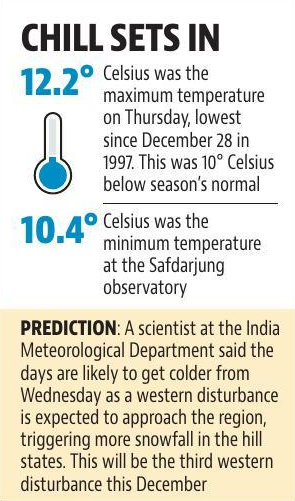 CHILL SETS IN
12.2° Celsius was the
maximum temperature
on Thursday, lowest
since December 28 in
1997. This was 10° Celsius
below season's normal
10.4° Celsius was the
minimum temperature
at the Safdarjung
observatory
PREDICTION: A scientist at the India
Meteorological Department said the
days are likely to get colder from
Wednesday as a western disturbance
is expected to approach the region,
triggering more snowfall in the hill
states. This will be the third western
disturbance this December